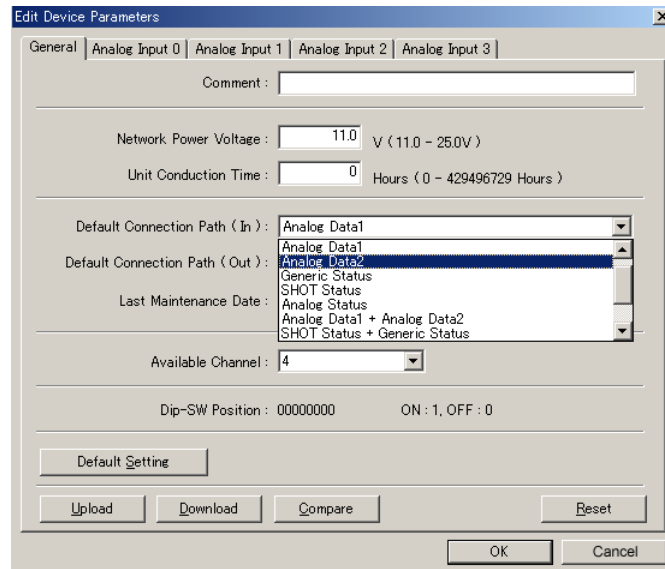 Edit Device Parameters
General Analog Input 0 Analog Input 1 Analog Input 2 Analog Input 3
Comment :
Network Power Voltage : 11.0 V ( 11.0 - 25.0V )
Unit Conduction Time : 0 Hours ( 0 - 429496729 Hours )
Default Connection Path ( In ) : Analog Data1
Analog Data1
Default Connection Path ( Out ) : Analog Data2
Generic Status
SHOT Status
Last Maintenance Date : Analog Status
Analog Data1 + Analog Data2
SHOT Status + Generic Status
Available Channel : 4
Dip-SW Position : 00000000 ON : 1, OFF : 0
Default Setting
Upload Download Compare Reset
OK Cancel